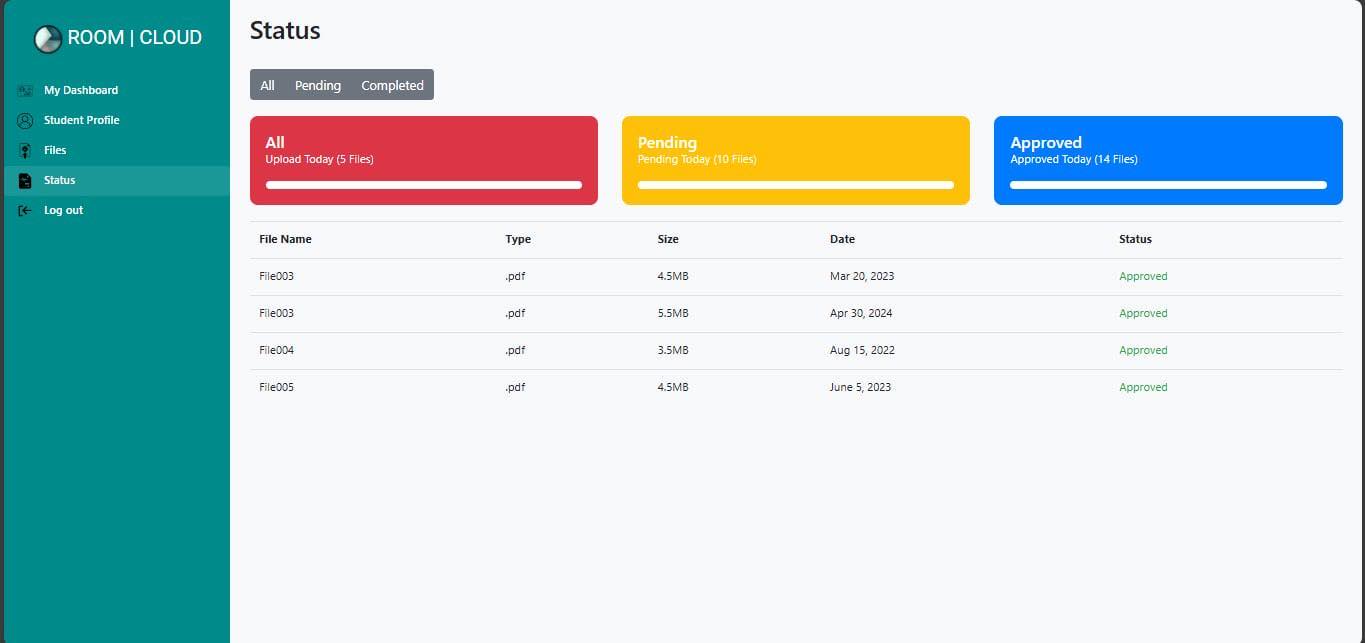 ROOM | CLOUD
My Dashboard
Student Profile
Files
Status
Log out
Status
All Pending Completed
All
Upload Today (5 Files)
Pending
Pending Today (10 Files)
Approved
Approved Today (14 Files)
File Name Type Size Date Status
File003 .pdf 4.5MB Mar 20, 2023 Approved
File003 .pdf 5.5MB Apr 30, 2024 Approved
File004 .pdf 3.5MB Aug 15, 2022 Approved
File005 .pdf 4.5MB June 5, 2023 Approved